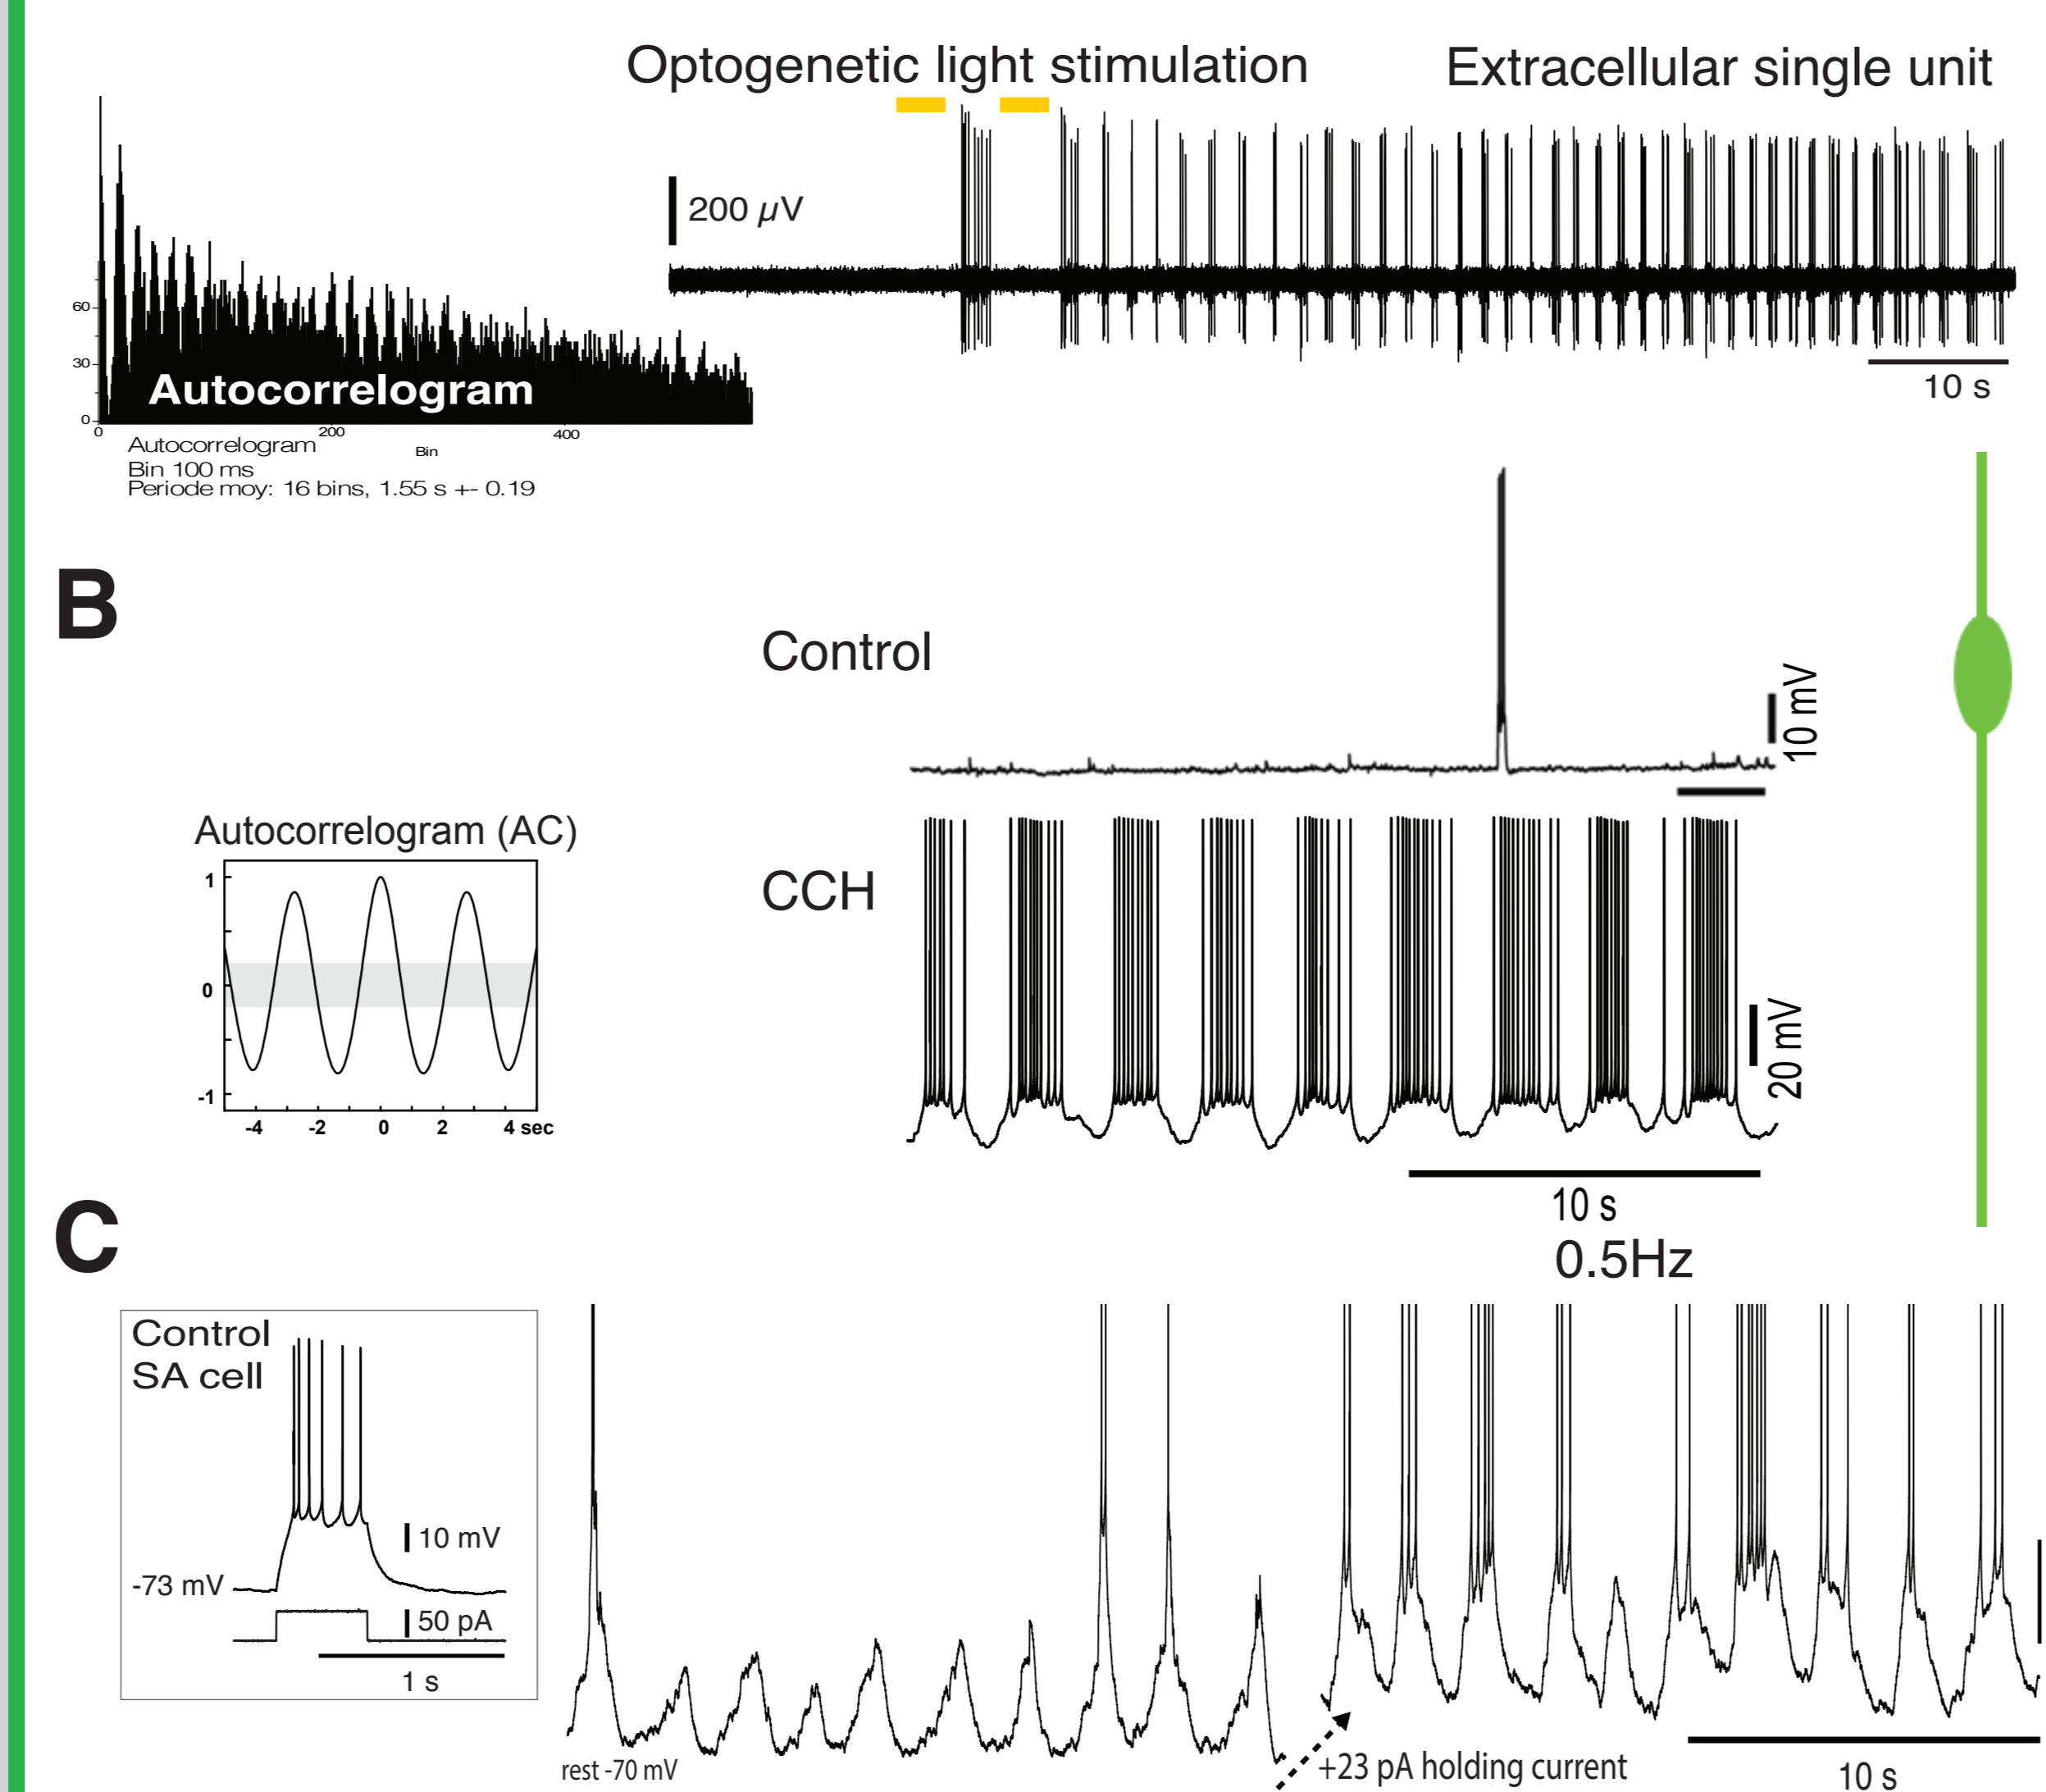 Optogenetic light stimulation
Extracellular single unit
200 µV
60
30
0
Autocorrelogram
0
200
400
Autocorrelogram
Bin
Bin 100 ms
Periode moy: 16 bins, 1.55 s +- 0.19
10 s
B
Control
10 mV
Autocorrelogram (AC)
1
0
-1
-4
-2
0
2
4 sec
CCH
20 mV
10 s
0.5Hz
C
Control
SA cell
10 mV
-73 mV
50 pA
1 s
rest -70 mV
+23 pA holding current
10 s